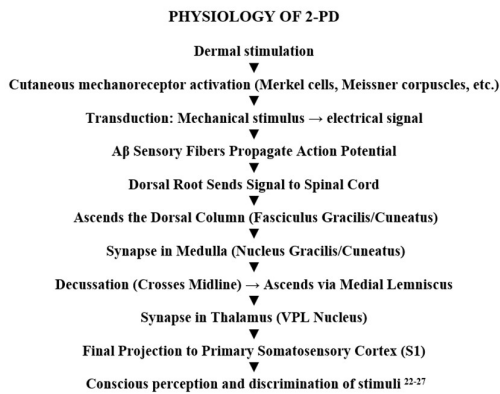 PHYSIOLOGY OF 2-PD
Dermal stimulation
▼
Cutaneous mechanoreceptor activation (Merkel cells, Meissner corpuscles, etc.)
▼
Transduction: Mechanical stimulus → electrical signal
▼
Aβ Sensory Fibers Propagate Action Potential
▼
Dorsal Root Sends Signal to Spinal Cord
▼
Ascends the Dorsal Column (Fasciculus Gracilis/Cuneatus)
▼
Synapse in Medulla (Nucleus Gracilis/Cuneatus)
▼
Decussation (Crosses Midline) → Ascends via Medial Lemniscus
▼
Synapse in Thalamus (VPL Nucleus)
▼
Final Projection to Primary Somatosensory Cortex (S1)
▼
Conscious perception and discrimination of stimuli 22-27